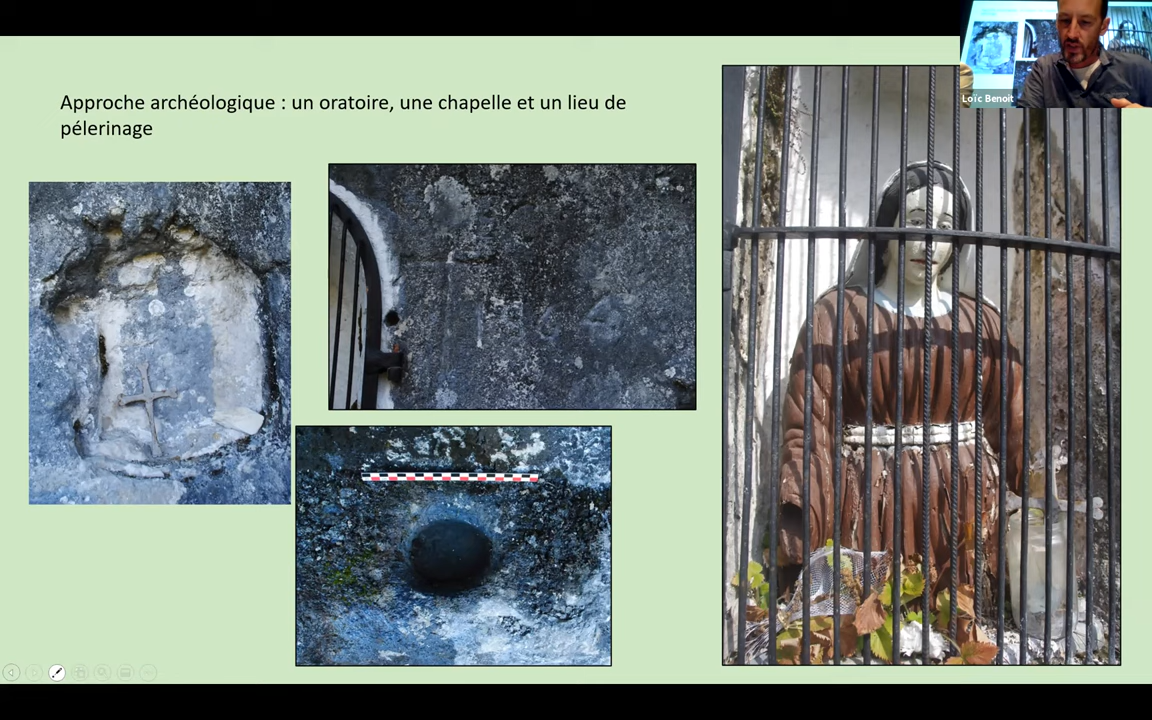 Approche archéologique : un oratoire, une chapelle et un lieu de
pélerinage
Loïc Benoit